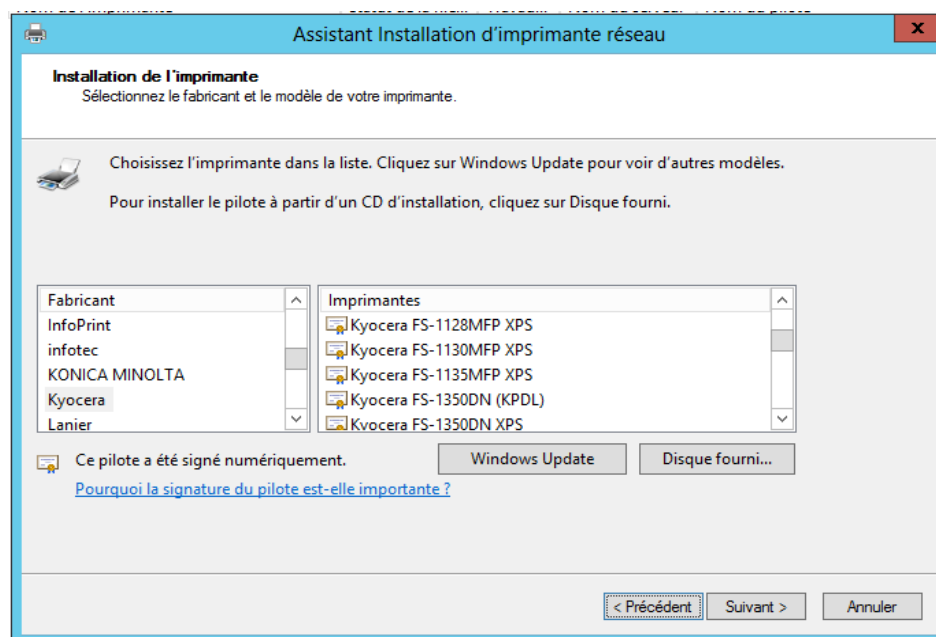 Assistant Installation d'imprimante réseau
x
Installation de l'imprimante
Sélectionnez le fabricant et le modèle de votre imprimante.
Choisissez l'imprimante dans la liste. Cliquez sur Windows Update pour voir d'autres modèles.
Pour installer le pilote à partir d'un CD d'installation, cliquez sur Disque fourni.
Fabricant
InfoPrint
infotec
KONICA MINOLTA
Kyocera
Lanier
Imprimantes
Kyocera FS-1128MFP XPS
Kyocera FS-1130MFP XPS
Kyocera FS-1135MFP XPS
Kyocera FS-1350DN (KPDL)
Kyocera FS-1350DN XPS
Ce pilote a été signé numériquement.
Windows Update
Disque fourni...
Pourquoi la signature du pilote est-elle importante ?
< Précédent
Suivant >
Annuler